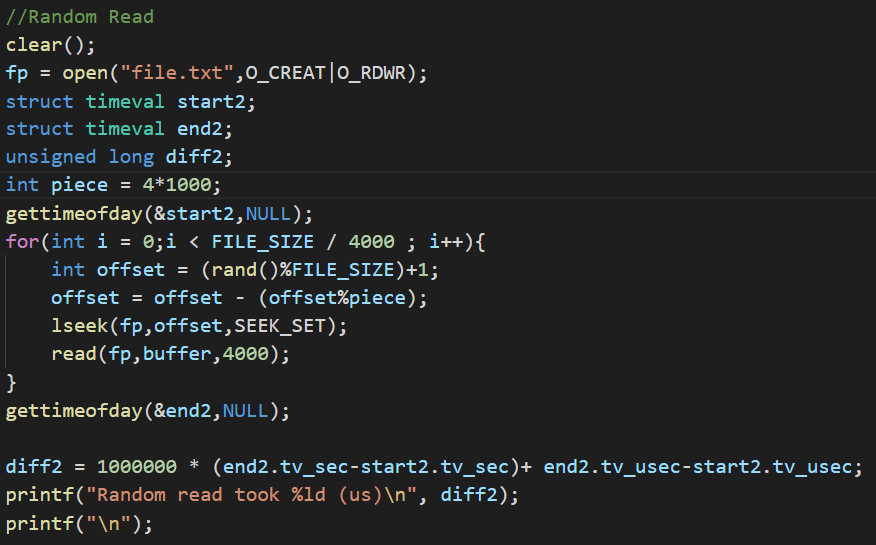 //Random Read
clear();
fp = open("file.txt",O_CREAT|O_RDWR);
struct timeval start2;
struct timeval end2;
unsigned long diff2;
int piece = 4*1000;
gettimeofday(&start2,NULL);
for(int i = 0;i < FILE_SIZE / 4000 ; i++){
    int offset = (rand()%FILE_SIZE)+1;
    offset = offset - (offset%piece);
    lseek(fp,offset,SEEK_SET);
    read(fp,buffer,4000);
}
gettimeofday(&end2,NULL);

diff2 = 1000000 * (end2.tv_sec-start2.tv_sec)+ end2.tv_usec-start2.tv_usec;
printf("Random read took %ld (us)\n", diff2);
printf("\n");